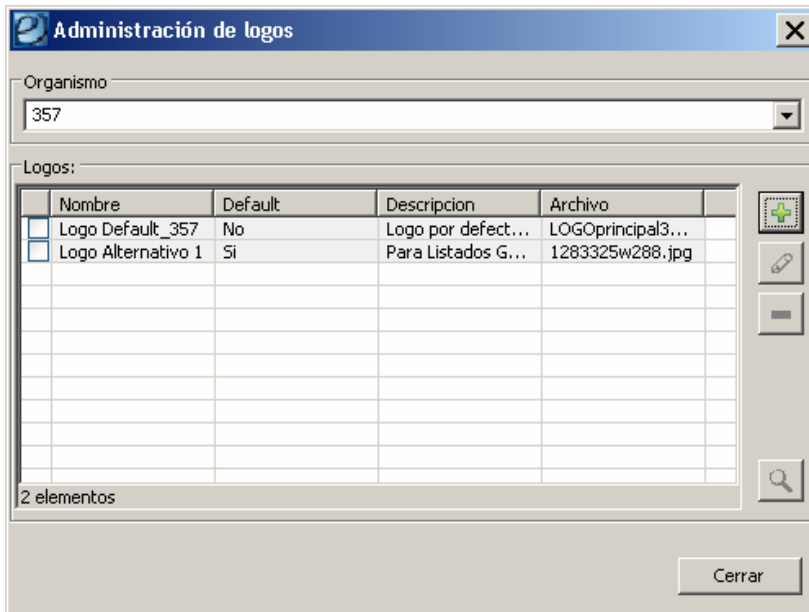 Administración de logos
Organismo
357
Logos:
Nombre Default Descripcion Archivo
Logo Default_357 No Logo por defect... LOGOprincipal3...
Logo Alternativo 1 Si Para Listados G... 1283325w288.jpg
2 elementos
Cerrar